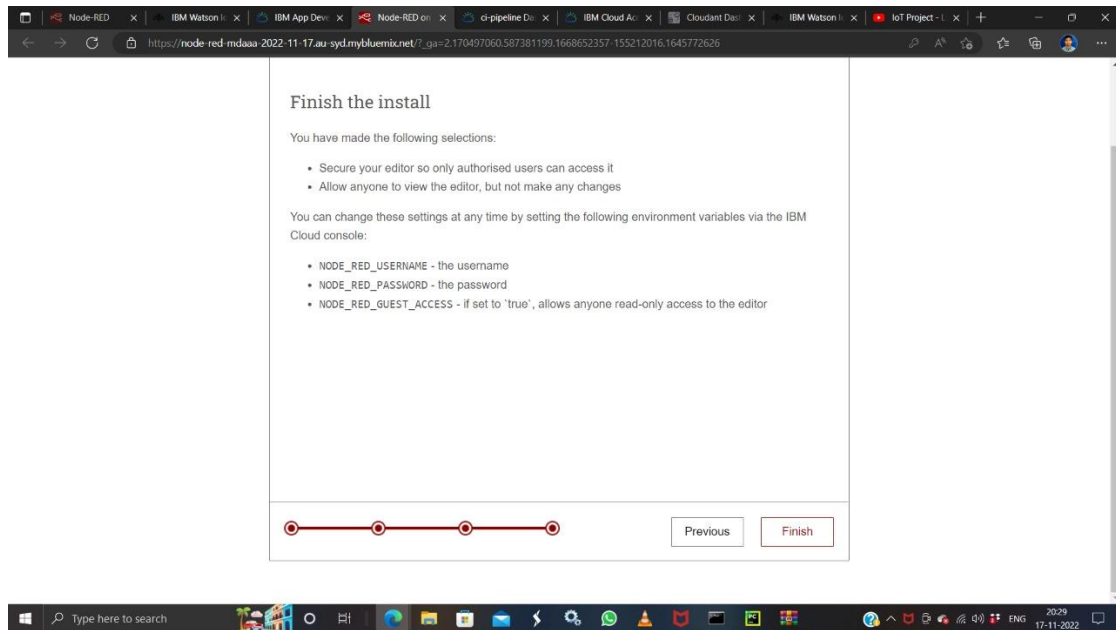 Node-RED
IBM Watson Io
IBM App Deve
Node-RED on
ci-pipeline Da
IBM Cloud Ac
Cloudant Das
IBM Watson I
IoT Project - L
https://node-red-mdaaa-2022-11-17.au-syd.mybluemix.net/?_ga=2.170497060.587381199.1668652357-155212016.1645772626
Finish the install
You have made the following selections:
• Secure your editor so only authorised users can access it
• Allow anyone to view the editor, but not make any changes
You can change these settings at any time by setting the following environment variables via the IBM
Cloud console:
• NODE_RED_USERNAME - the username
• NODE_RED_PASSWORD - the password
• NODE_RED_GUEST_ACCESS - if set to `true`, allows anyone read-only access to the editor
Previous
Finish
Type here to search
ENG
20:29
17-11-2022